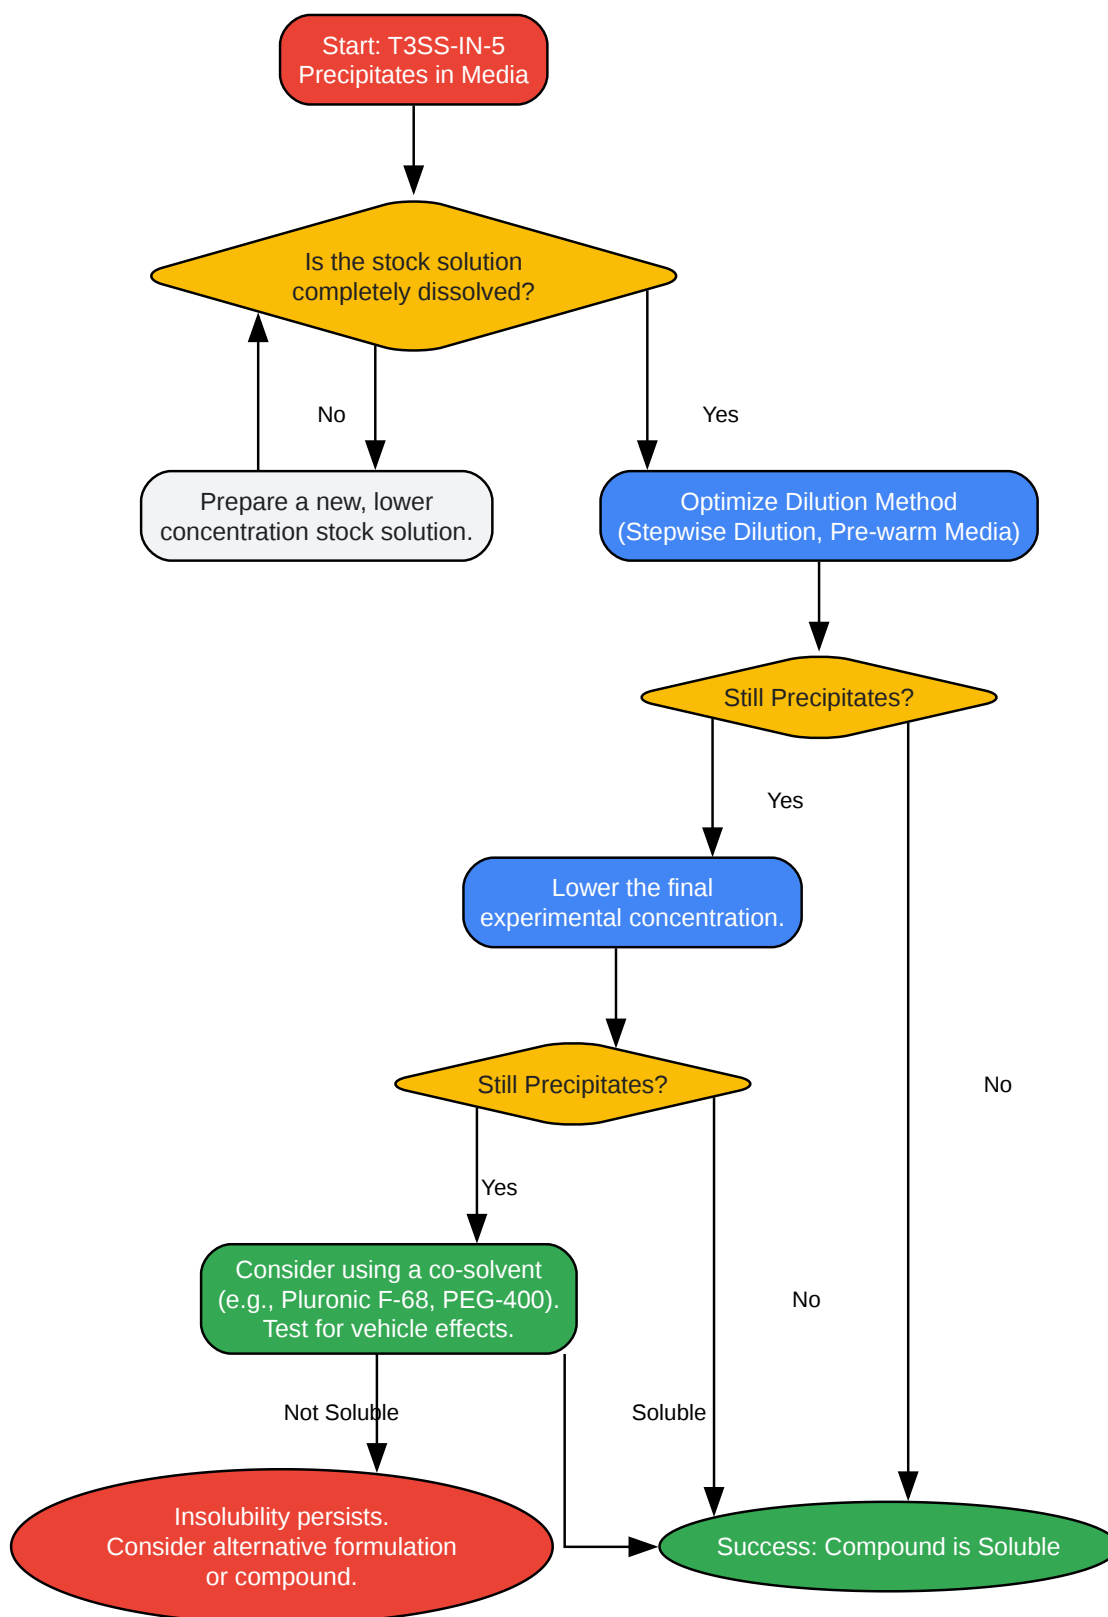 Start: T3SS-IN-5
Precipitates in Media
Is the stock solution
completely dissolved?
No
Yes
Prepare a new, lower
concentration stock solution.
Optimize Dilution Method
(Stepwise Dilution, Pre-warm Media)
Still Precipitates?
Yes
Lower the final
experimental concentration.
Still Precipitates?
No
Yes
Consider using a co-solvent
(e.g., Pluronic F-68, PEG-400).
Test for vehicle effects.
No
Not Soluble
Soluble
Insolubility persists.
Consider alternative formulation
or compound.
Success: Compound is Soluble